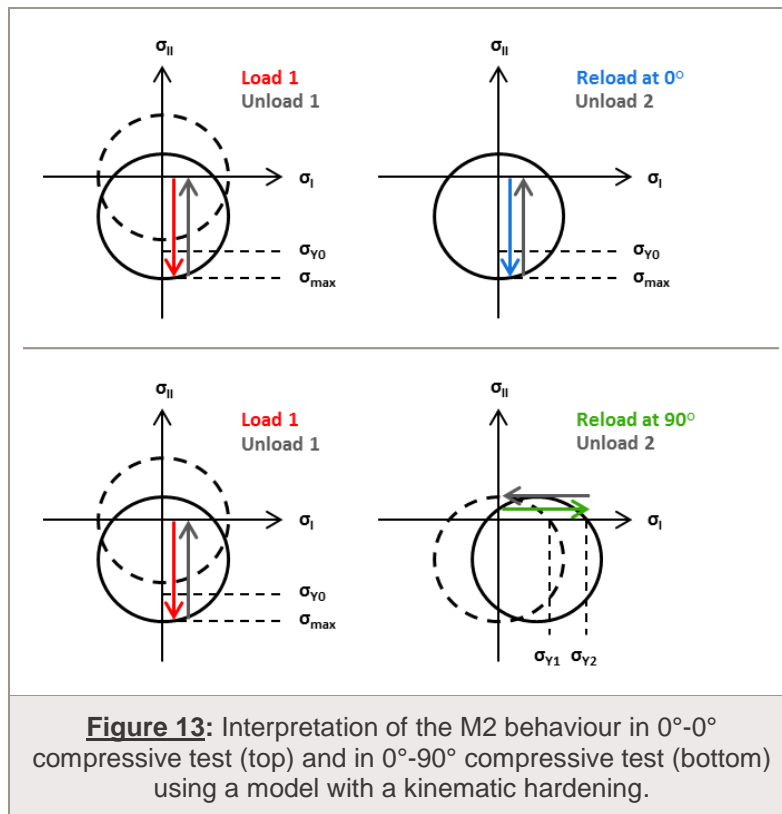 σII
Load 1
Unload 1
σI
σY0
σmax
σII
Reload at 0°
Unload 2
σI
σY0
σmax
σII
Load 1
Unload 1
σI
σY0
σmax
σII
Reload at 90°
Unload 2
σI
σY1 σY2
Figure 13: Interpretation of the M2 behaviour in 0°-0°
compressive test (top) and in 0°-90° compressive test (bottom)
using a model with a kinematic hardening.